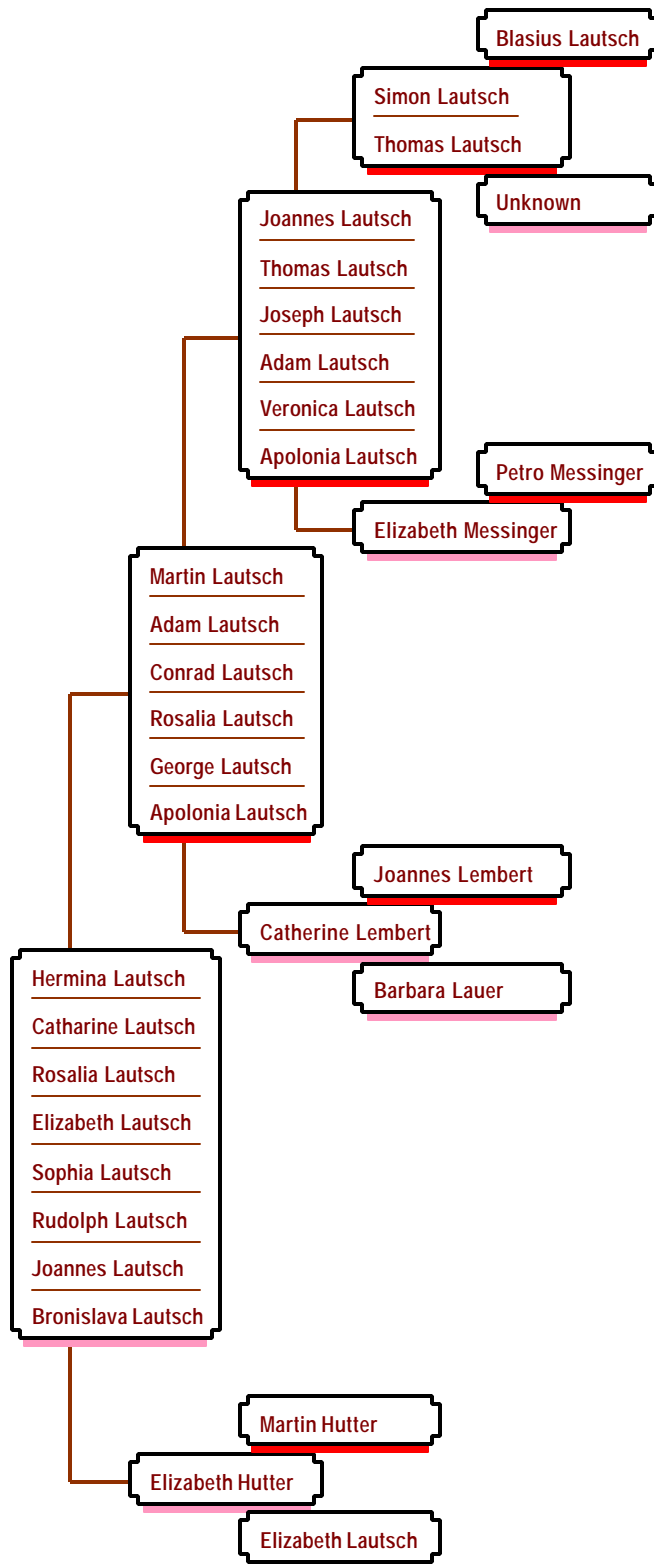 Blasius Lautsch
Simon Lautsch
Thomas Lautsch
Unknown
Joannes Lautsch
Thomas Lautsch
Joseph Lautsch
Adam Lautsch
Veronica Lautsch
Apolonia Lautsch
Petro Messinger
Elizabeth Messinger
Martin Lautsch
Adam Lautsch
Conrad Lautsch
Rosalia Lautsch
George Lautsch
Apolonia Lautsch
Joannes Lembert
Catherine Lembert
Barbara Lauer
Hermina Lautsch
Catharine Lautsch
Rosalia Lautsch
Elizabeth Lautsch
Sophia Lautsch
Rudolph Lautsch
Joannes Lautsch
Bronislava Lautsch
Martin Hutter
Elizabeth Hutter
Elizabeth Lautsch